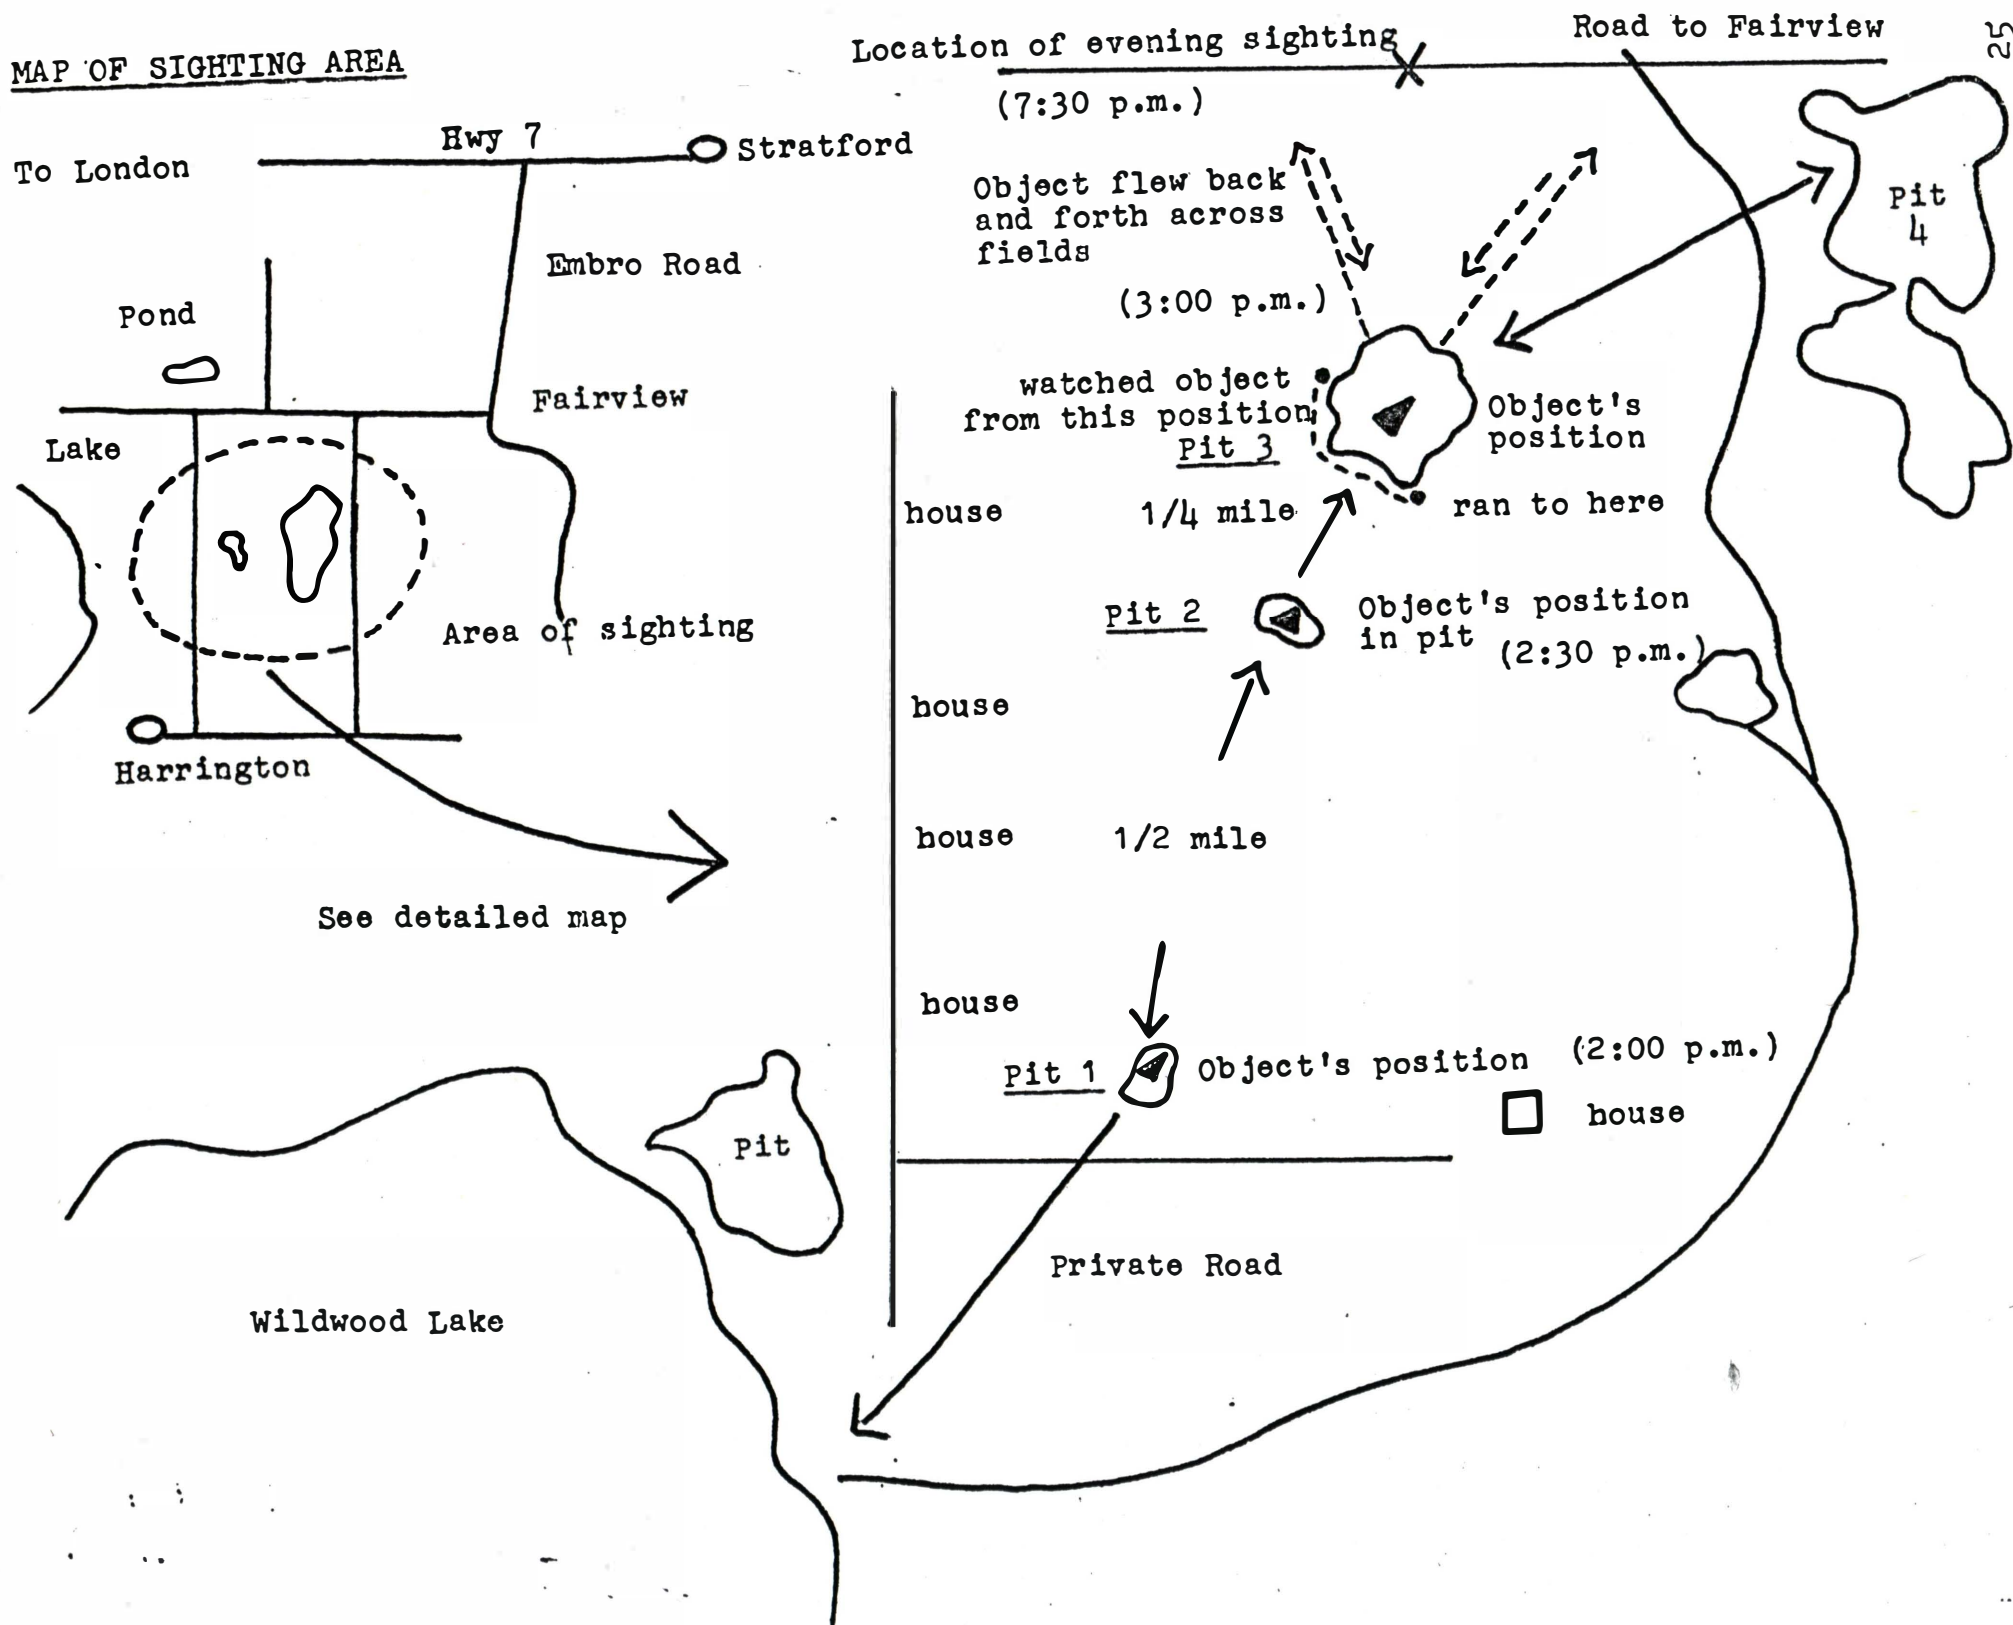 MAP OF SIGHTING AREA
To London
Hwy 7
Stratford
Embro Road
Pond
Fairview
Lake
Area of sighting
Harrington
See detailed map
Location of evening sighting
(7:30 p.m.)
Road to Fairview
25
Object flew back
and forth across
fields
(3:00 p.m.)
Pit
4
watched object
from this position
Pit 3
Object's
position
house
1/4 mile
ran to here
Pit 2
Object's position
in pit
(2:30 p.m.)
house
house
1/2 mile
house
Pit 1
Object's position
(2:00 p.m.)
house
Pit
Private Road
Wildwood Lake